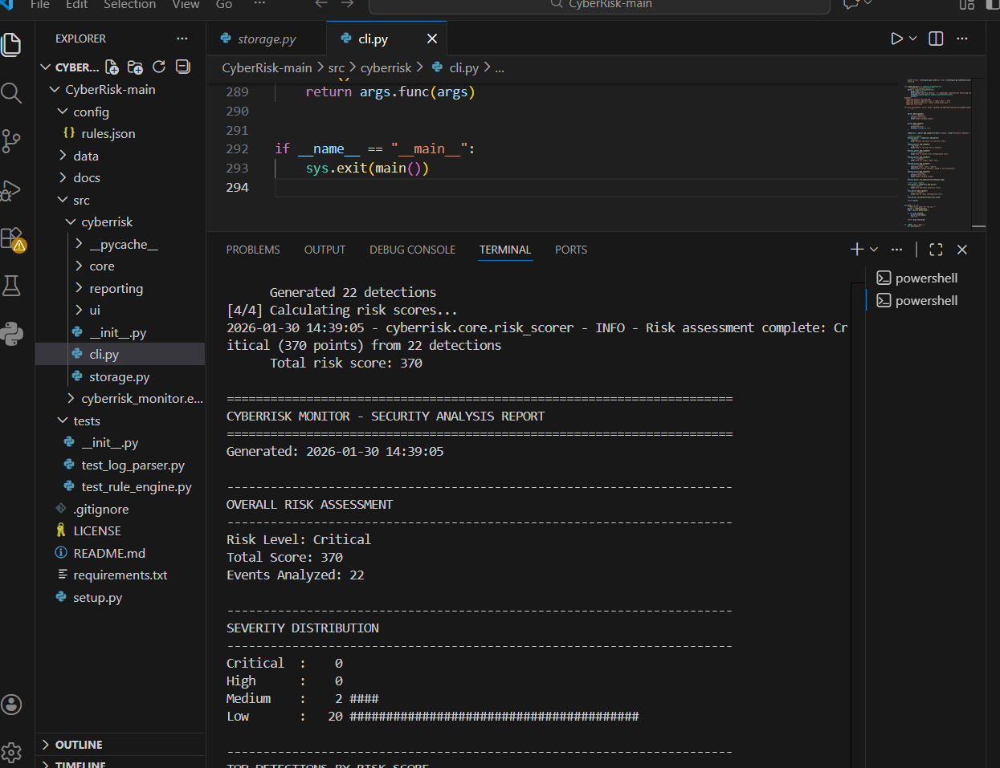 File Edit Selection View Go ...
CyberRisk-main
EXPLORER ...
CYBER...
CyberRisk-main
config
{} rules.json
data
docs
src
cyberrisk
__pycache__
core
reporting
ui
__init__.py
cli.py
storage.py
cyberrisk_monitor.e...
tests
__init__.py
test_log_parser.py
test_rule_engine.py
.gitignore
LICENSE
README.md
requirements.txt
setup.py
OUTLINE
TIMELINE
storage.py cli.py
CyberRisk-main > src > cyberrisk > cli.py > ...
289 return args.func(args)
290
291
292 if __name__ == "__main__":
293 sys.exit(main())
294
PROBLEMS OUTPUT DEBUG CONSOLE TERMINAL PORTS
powershell
powershell
Generated 22 detections
[4/4] Calculating risk scores...
2026-01-30 14:39:05 - cyberrisk.core.risk_scorer - INFO - Risk assessment complete: Cr
itical (370 points) from 22 detections
Total risk score: 370
======================================================================
CYBERRISK MONITOR - SECURITY ANALYSIS REPORT
======================================================================
Generated: 2026-01-30 14:39:05
----------------------------------------------------------------------
OVERALL RISK ASSESSMENT
----------------------------------------------------------------------
Risk Level: Critical
Total Score: 370
Events Analyzed: 22
----------------------------------------------------------------------
SEVERITY DISTRIBUTION
----------------------------------------------------------------------
Critical : 0
High : 0
Medium : 2 ####
Low : 20 ########################################
----------------------------------------------------------------------
TOP DETECTIONS BY RISK SCORE